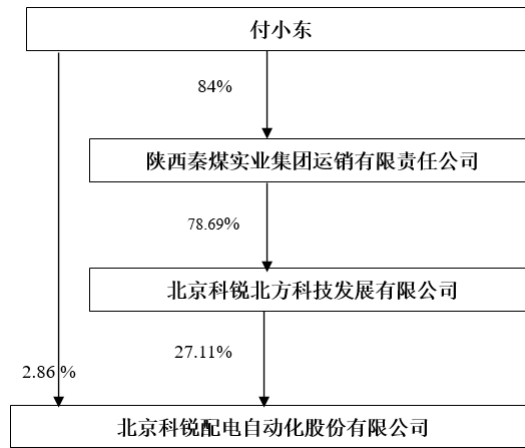 付小东
84%
陕西秦煤实业集团运销有限责任公司
78.69%
北京科锐北方科技发展有限公司
27.11%
2.86 %
北京科锐配电自动化股份有限公司